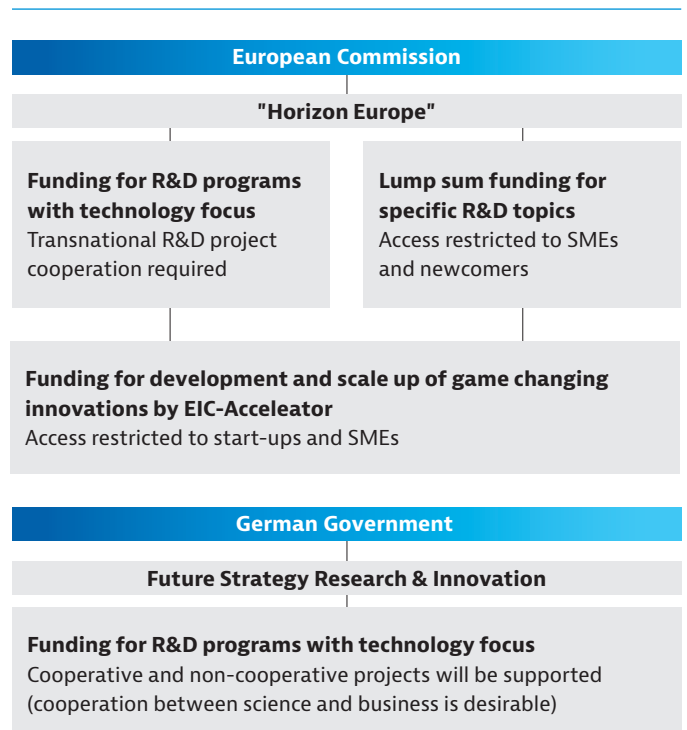 European Commission
"Horizon Europe"
Funding for R&D programs
with technology focus
Transnational R&D project
cooperation required
Lump sum funding for
specific R&D topics
Access restricted to SMEs
and newcomers
Funding for development and scale up of game changing
innovations by EIC-Acceleator
Access restricted to start-ups and SMEs
German Government
Future Strategy Research & Innovation
Funding for R&D programs with technology focus
Cooperative and non-cooperative projects will be supported
(cooperation between science and business is desirable)